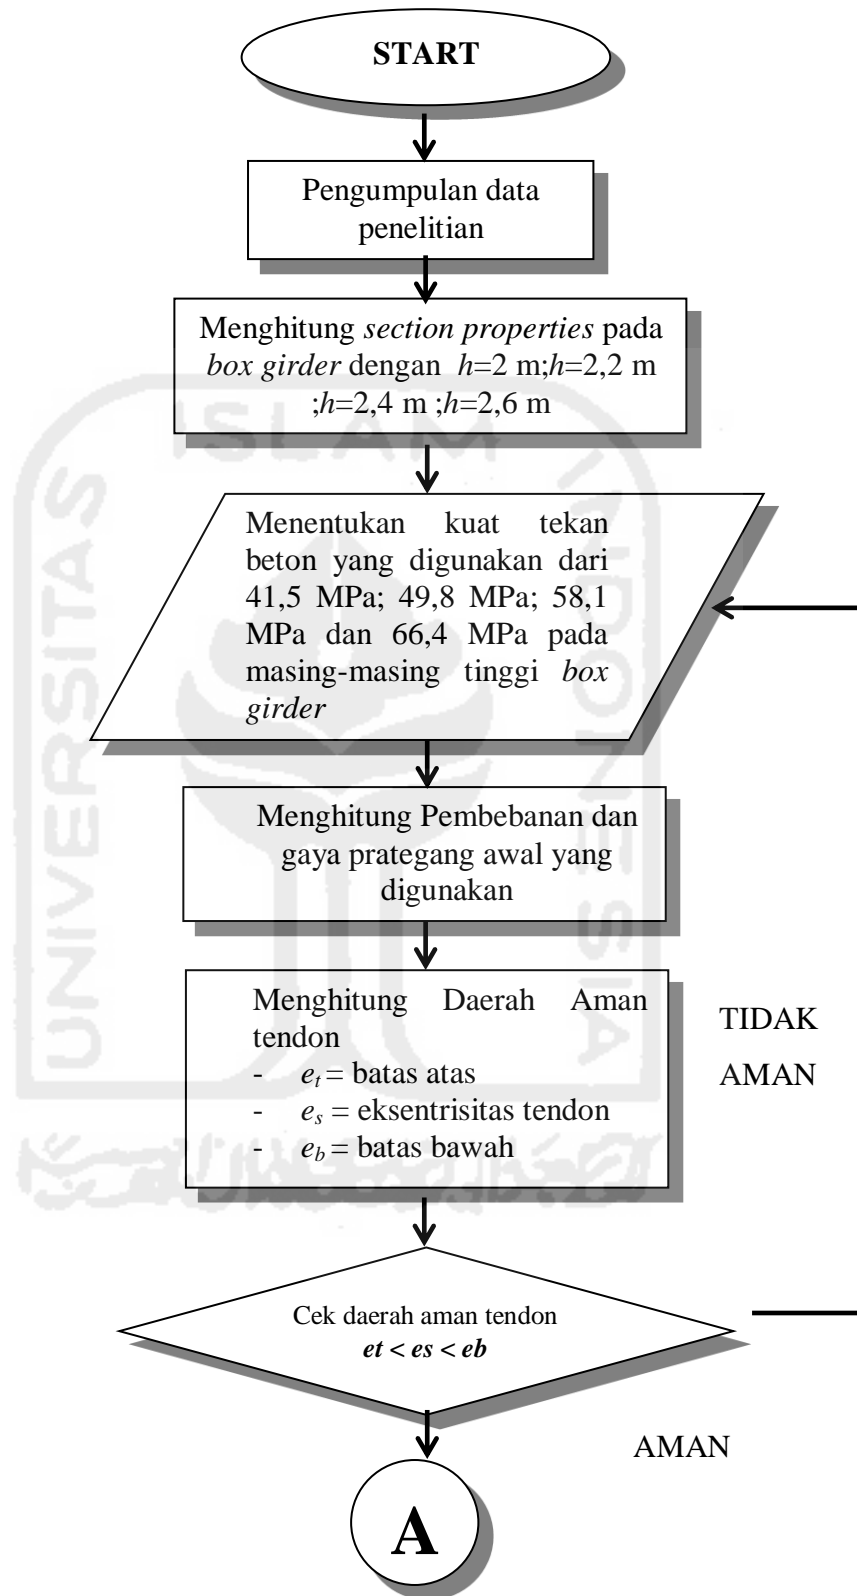 START
Pengumpulan data
penelitian
Menghitung section properties pada
box girder dengan h=2 m;h=2,2 m
;h=2,4 m ;h=2,6 m
Menentukan kuat tekan
beton yang digunakan dari
41,5 MPa; 49,8 MPa; 58,1
MPa dan 66,4 MPa pada
masing-masing tinggi box
girder
Menghitung Pembebanan dan
gaya prategang awal yang
digunakan
Menghitung Daerah Aman
tendon
- et = batas atas
- es = eksentrisitas tendon
- eb = batas bawah
TIDAK
AMAN
Cek daerah aman tendon
et < es < eb
AMAN
A
ISLAM
UNIVERSITAS
INDONESIA